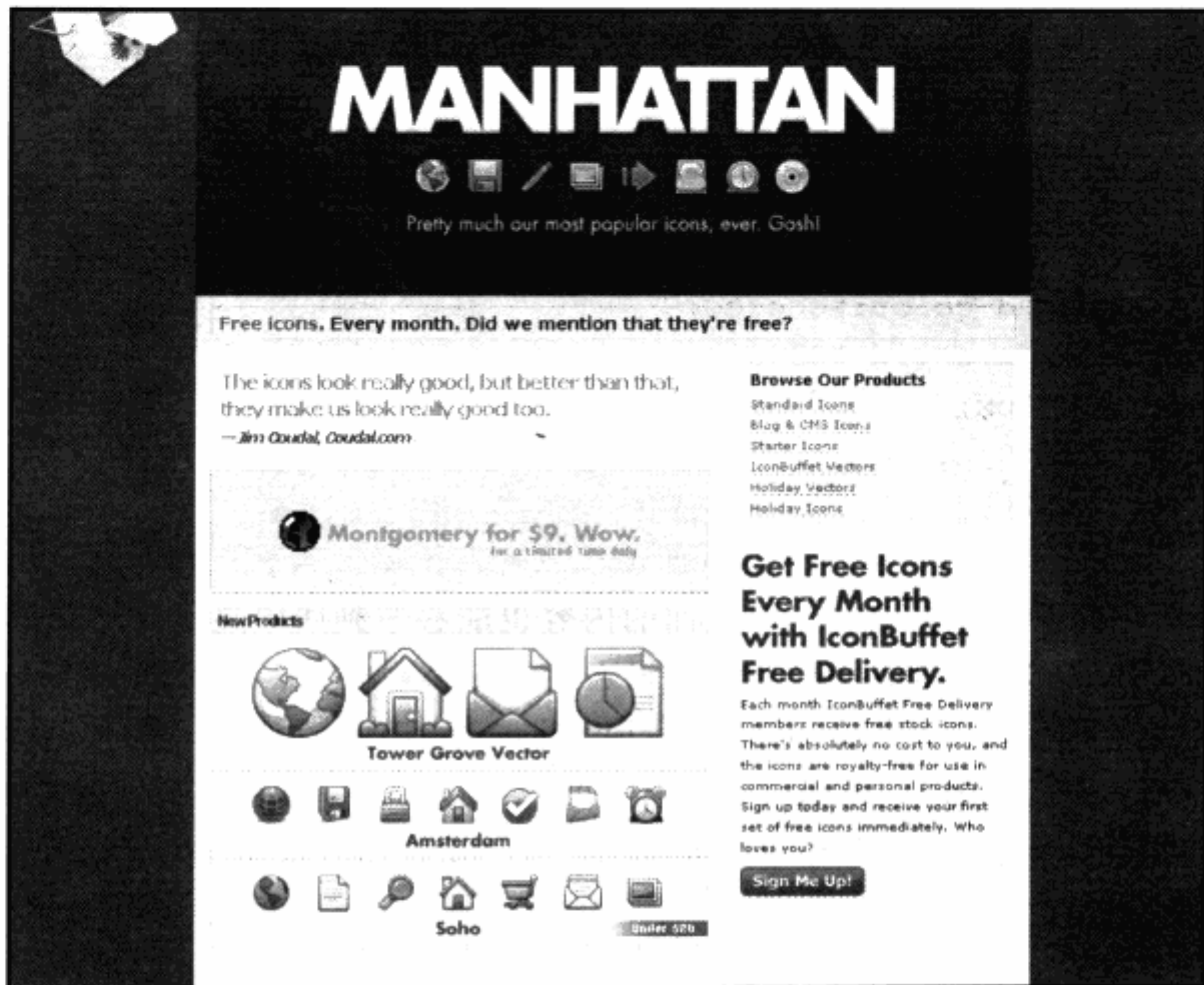 MANHATTAN
Pretty much our most popular icons, ever. Gosh!
Free icons. Every month. Did we mention that they're free?
The icons look really good, but better than that,
they make us look really good too.
— Jim Coudal, Coudal.com
Montgomery for $9. Wow.
for a limited time only
New Products
Tower Grove Vector
Amsterdam
Soho
Under $20
Browse Our Products
Standard Icons
Blog & CMS Icons
Starter Icons
IconBuffet Vectors
Holiday Vectors
Holiday Icons
Get Free Icons
Every Month
with IconBuffet
Free Delivery.
Each month IconBuffet Free Delivery
members receive free stock icons.
There's absolutely no cost to you, and
the icons are royalty-free for use in
commercial and personal products.
Sign up today and receive your first
set of free icons immediately. Who
loves you?
Sign Me Up!